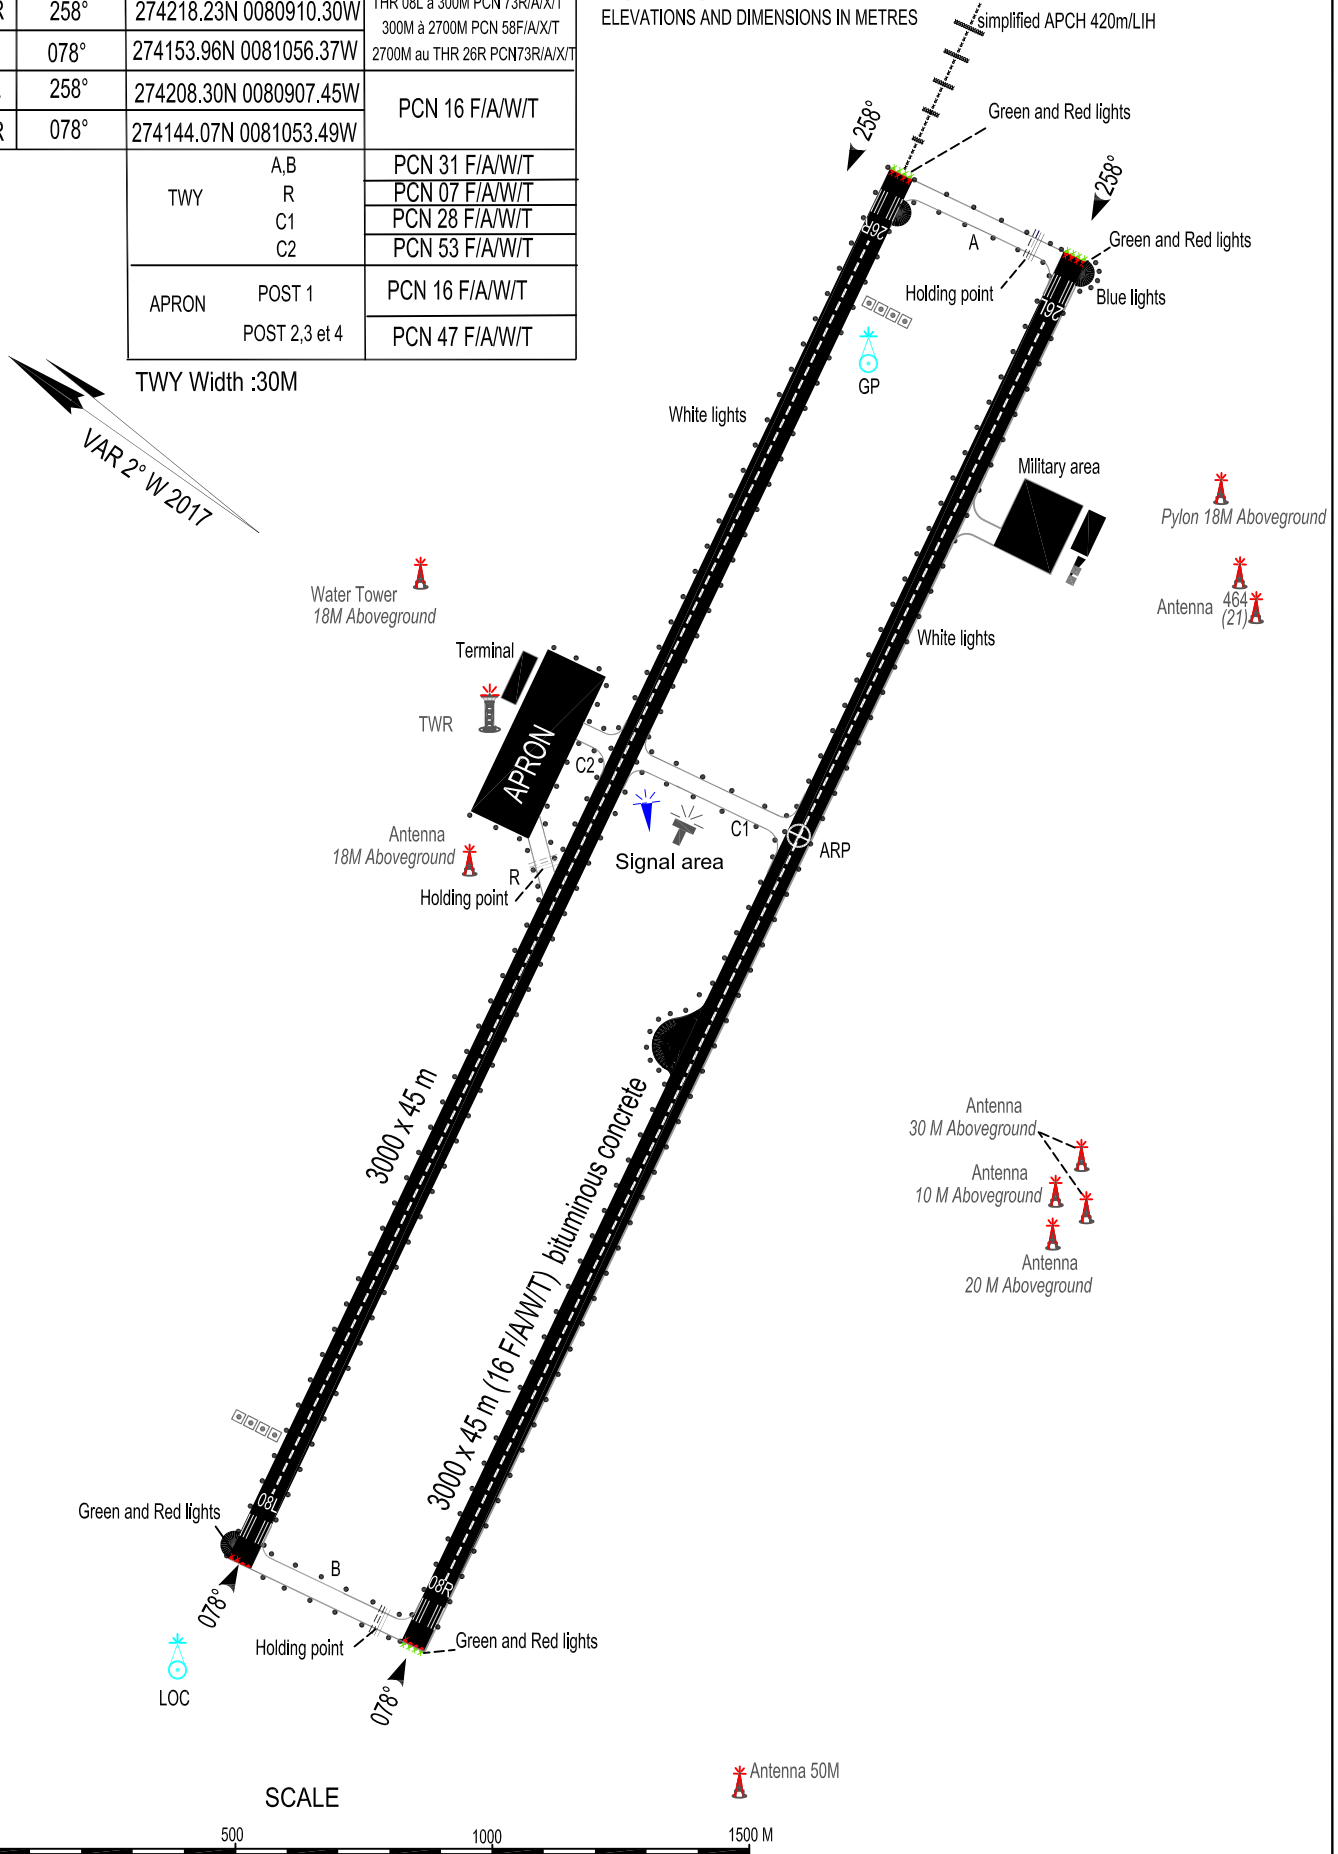 R 258° 274218.23N 0080910.30W
THR 08L à 300M PCN 73R/A/X/T
300M à 2700M PCN 58F/A/X/T
078° 274153.96N 0081056.37W
2700M au THR 26R PCN73R/A/X/T
258° 274208.30N 0080907.45W
PCN 16 F/A/W/T
R 078° 274144.07N 0081053.49W
TWY
A,B PCN 31 F/A/W/T
R PCN 07 F/A/W/T
C1 PCN 28 F/A/W/T
C2 PCN 53 F/A/W/T
APRON
POST 1 PCN 16 F/A/W/T
POST 2,3 et 4 PCN 47 F/A/W/T
TWY Width :30M
VAR 2° W 2017
ELEVATIONS AND DIMENSIONS IN METRES
simplified APCH 420m/LIH
Green and Red lights
258°
258°
26R
A
Green and Red lights
Holding point
Blue lights
26L
GP
White lights
Military area
Pylon 18M Aboveground
Water Tower
18M Aboveground
Antenna 464
(21)
White lights
Terminal
TWR
APRON
C2
C1
ARP
Signal area
Antenna
18M Aboveground
R
Holding point
3000 x 45 m
3000 x 45 m (16 F/A/W/T) bituminous concrete
Antenna
30 M Aboveground
Antenna
10 M Aboveground
Antenna
20 M Aboveground
08L
Green and Red lights
B
08R
078°
Holding point
Green and Red lights
LOC
078°
Antenna 50M
SCALE
500 1000 1500 M